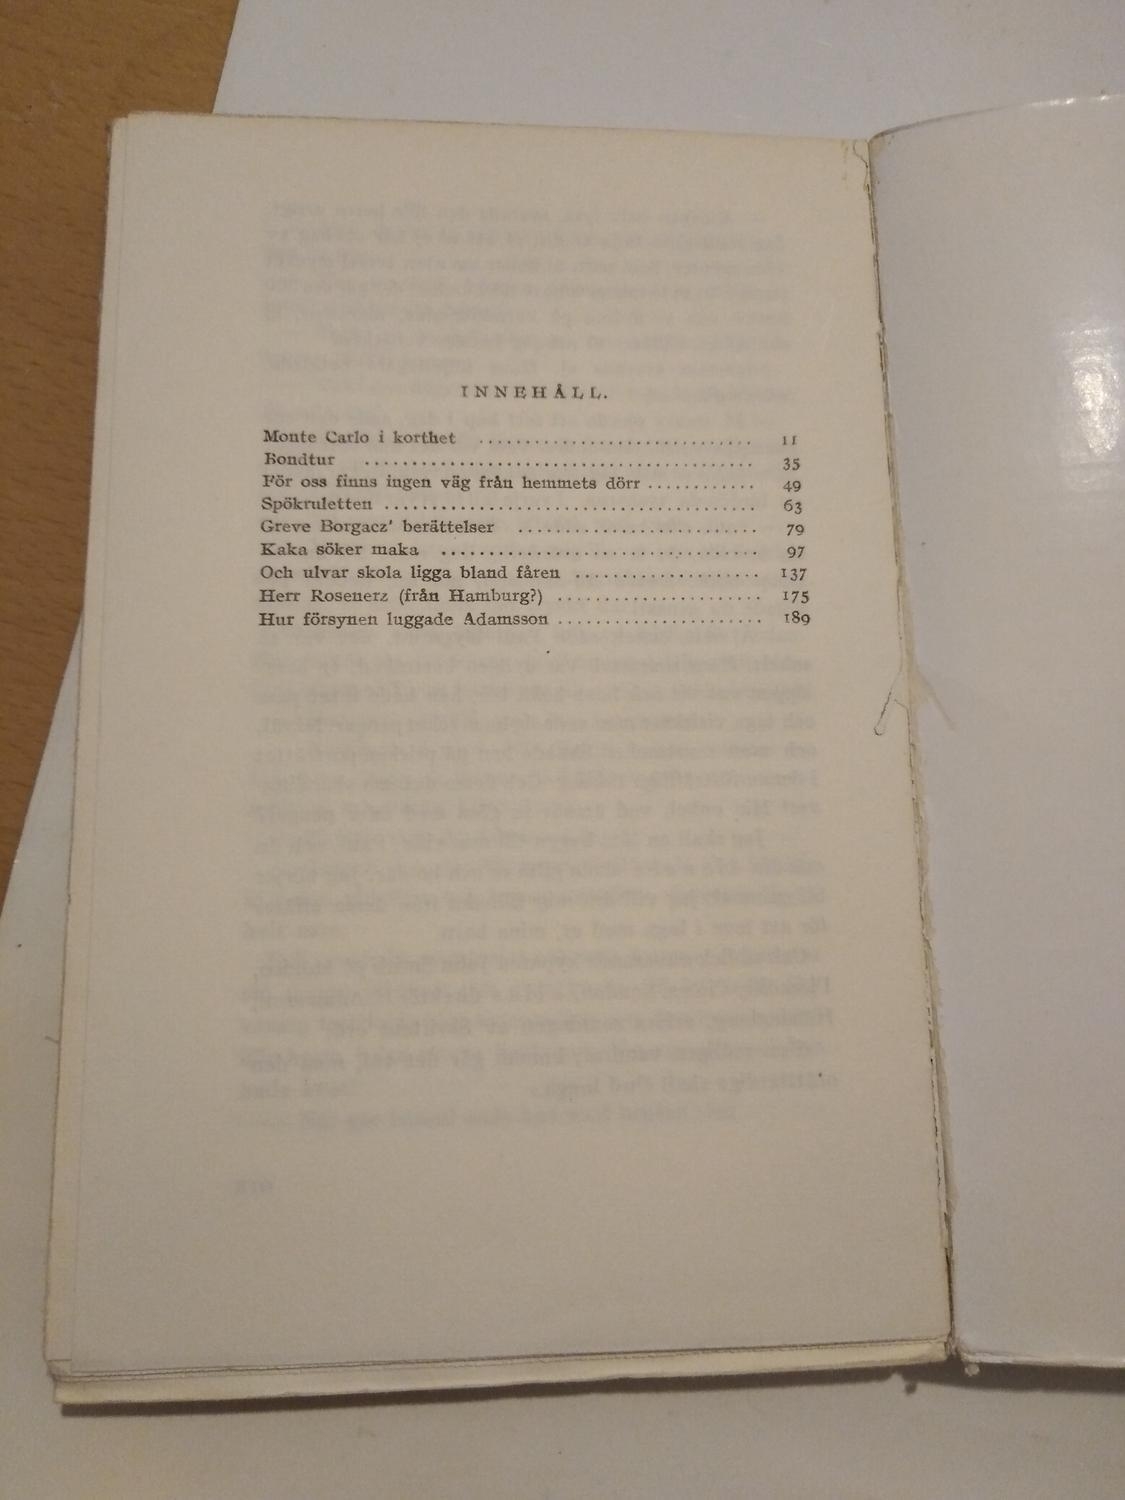 INNEHÅLL.
Monte Carlo i korthet ............................ 11
Rondtur ........................................ 35
För oss finns ingen väg från hemmets dörr ............ 49
Spökruletten ...................................... 63
Greve Borgacz' berättelser ......................... 79
Kaka söker maka ................................. 97
Och ulvar skola ligga bland fåren .................... 137
Herr Rosenerz (från Hamburg?) ...................... 175
Hur försynen luggade Adamsson ...................... 189